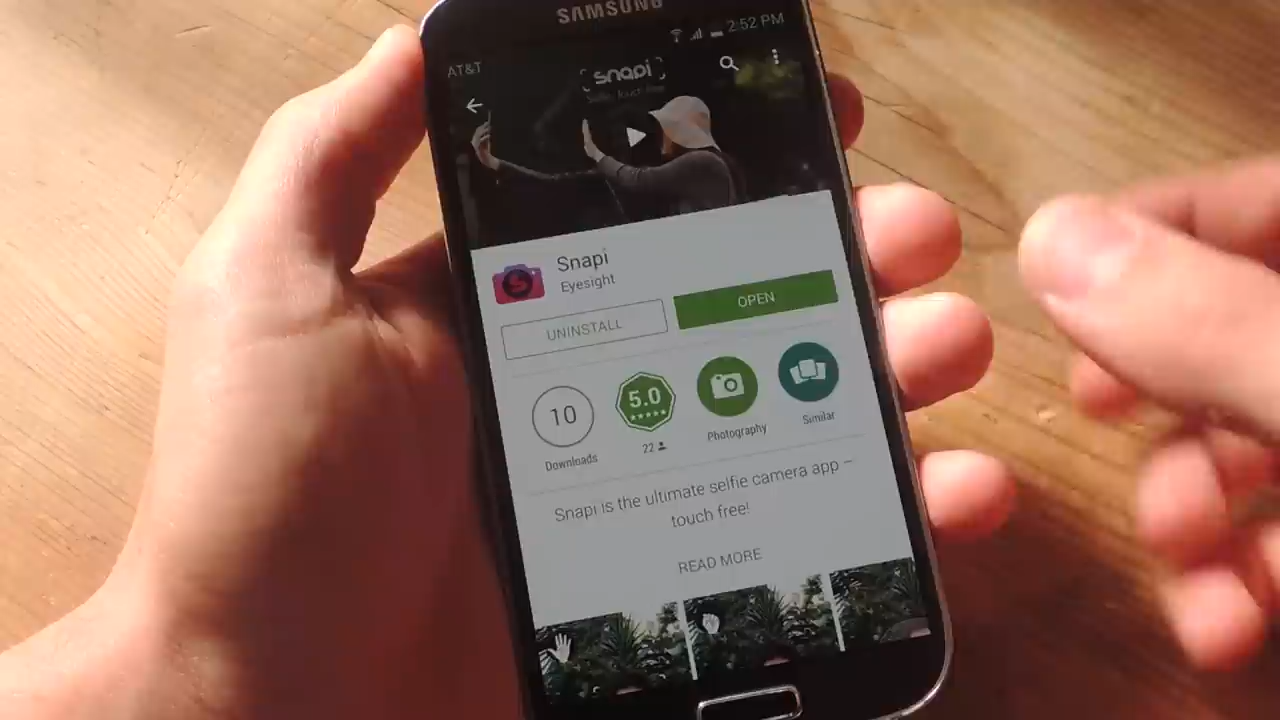 SAMSUNG
2:52 PM
AT&T
snapi
Snapi
Eyesight
UNINSTALL
OPEN
10
5.0
Downloads
22
Photography
Similar
Snapi is the ultimate selfie camera app –
touch free!
READ MORE